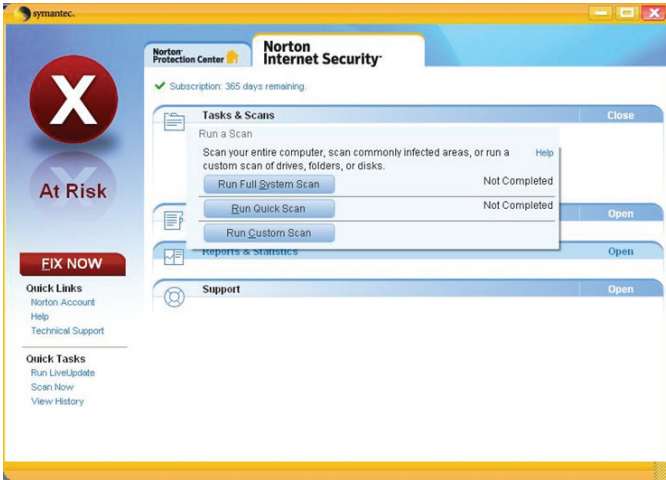 symantec.
Norton
Protection Center
Norton
Internet Security
Subscription: 365 days remaining.
X
At Risk
FIX NOW
Quick Links
Norton Account
Help
Technical Support
Quick Tasks
Run LiveUpdate
Scan Now
View History
Tasks & Scans Close
Run a Scan
Scan your entire computer, scan commonly infected areas, or run a Help
custom scan of drives, folders, or disks.
Run Full System Scan Not Completed
Run Quick Scan Not Completed
Run Custom Scan
Open
Reports & Statistics Open
Support Open